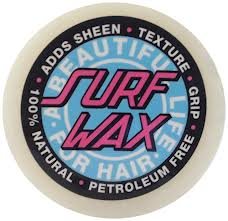 ADDS SHEEN • TEXTURE • GRIP •
100% NATURAL • PETROLEUM FREE •
A BEAUTIFUL LIFE
SURF
WAX
FOR HAIR